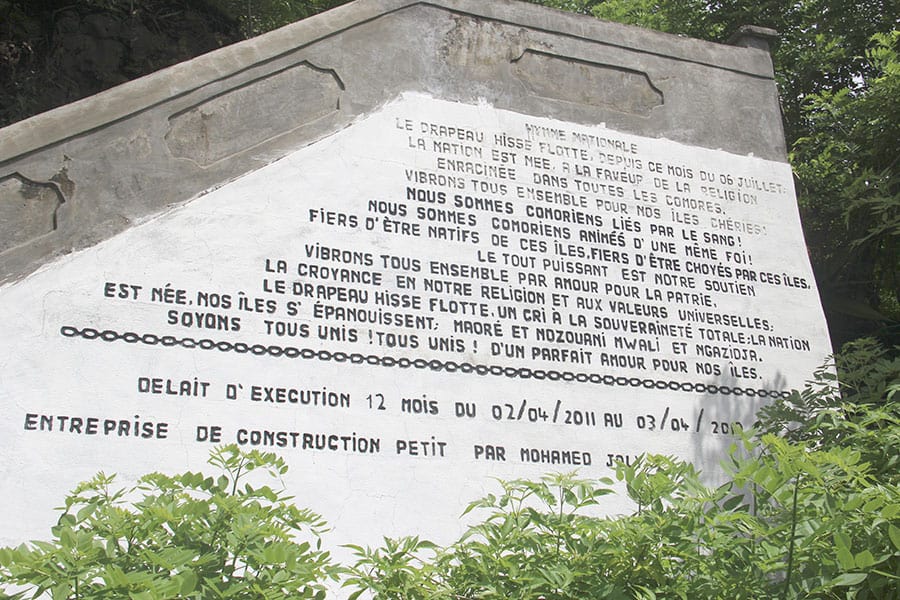 HYMNE NATIONALE
LE DRAPEAU HISSE FLOTTE, DEPUIS CE MOIS DU 06 JUILLET;
LA NATION EST NEE, A LA FAVEUR DE LA RELIGION
ENRACINÉE DANS TOUTES LES COMORES.
VIBRONS TOUS ENSEMBLE POUR NOS ÎLES CHÉRIES!
NOUS SOMMES COMORIENS LIÉS PAR LE SANG!
NOUS SOMMES COMORIENS ANIMÉS D'UNE MÊME FOI!
FIERS D'ÊTRE NATIFS DE CES ÎLES, FIERS D'ÊTRE CHOYÉS PAR CES ÎLES,
LE TOUT PUISSANT EST NOTRE SOUTIEN
VIBRONS TOUS ENSEMBLE PAR AMOUR POUR LA PATRIE,
LA CROYANCE EN NOTRE RELIGION ET AUX VALEURS UNIVERSELLES;
LE DRAPEAU HISSE FLOTTE, UN CRI À LA SOUVERAINETÉ TOTALE; LA NATION
EST NÉE, NOS ÎLES S'ÉPANOUISSENT; MAORÉ ET NDZOUANI MWALI ET NGAZIDJA.
SOYONS TOUS UNIS ! TOUS UNIS ! D'UN PARFAIT AMOUR POUR NOS ÎLES.
DELAIT D'EXECUTION 12 MOIS DU 02/04/2011 AU 03/04/
ENTREPRISE DE CONSTRUCTION PETIT PAR MOHAMED